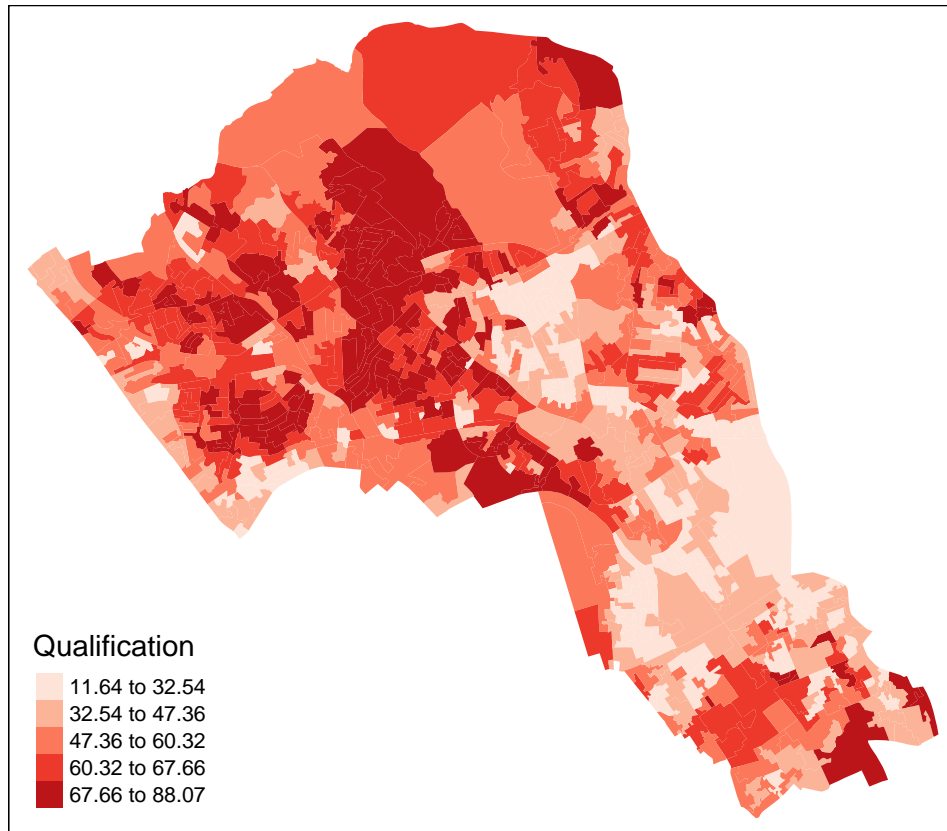 Qualification
11.64 to 32.54
32.54 to 47.36
47.36 to 60.32
60.32 to 67.66
67.66 to 88.07